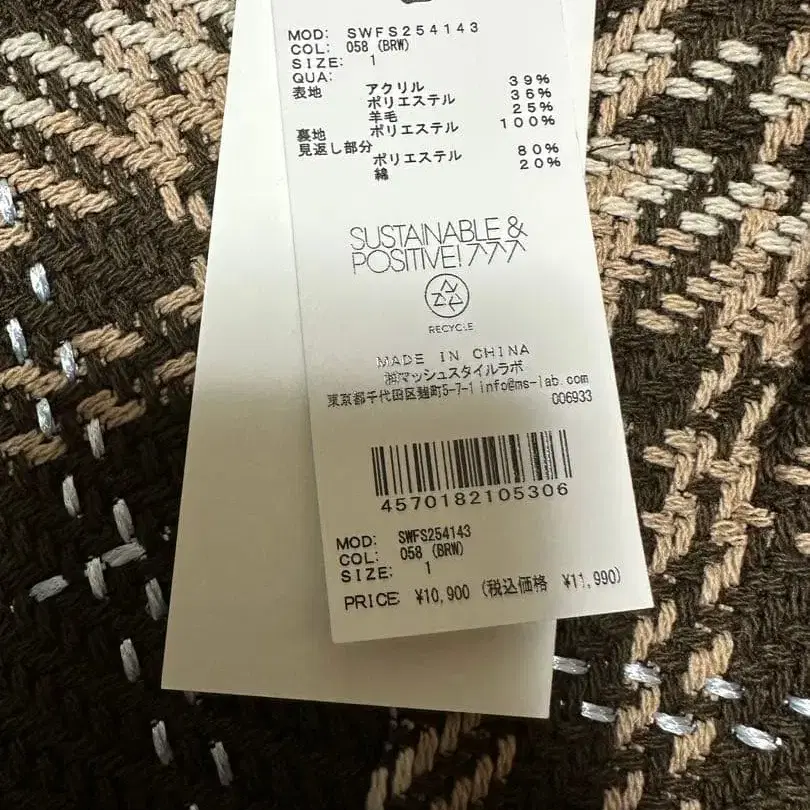 MOD: SWFS254143
COL: 058 (BRW)
SIZE: 1
QUA:
表地 アクリル 39%
ポリエステル 36%
羊毛 25%
裏地 ポリエステル 100%
見返し部分
ポリエステル 80%
綿 20%
SUSTAINABLE &
POSITIVE! 777
RECYCLE
MADE IN CHINA
㈱マッシュスタイルラボ
東京都千代田区麹町5-7-1 info@ms-lab.com
006933
4570182105306
MOD: SWFS254143
COL: 058 (BRW)
SIZE: 1
PRICE ¥10,900 (税込価格 ¥11,990)